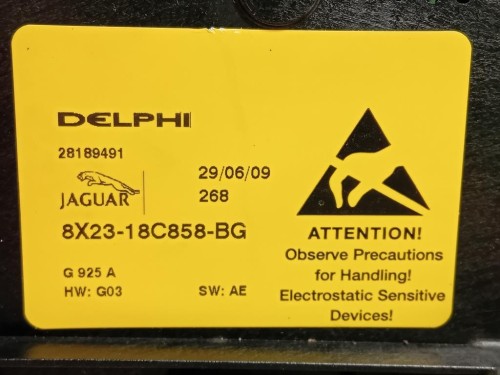 DELPHI
28189491
29/06/09
JAGUAR
268
8X23-18C858-BG
G 925 A
HW: G03 SW: AE
ATTENTION!
Observe Precautions
for Handling!
Electrostatic Sensitive
Devices!